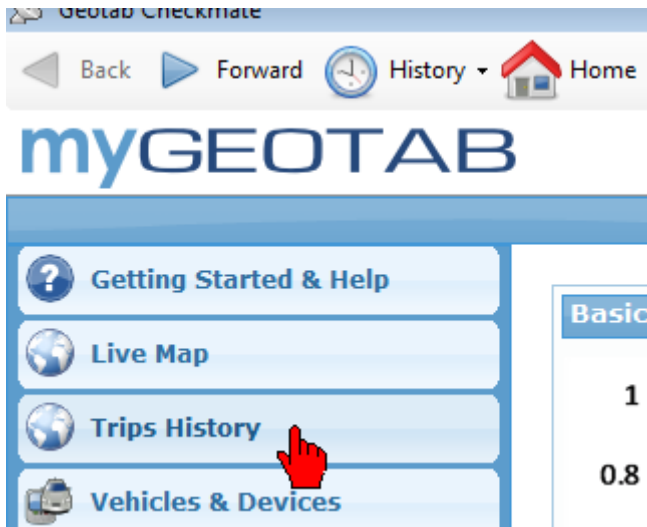 Geotab Checkmate
Back Forward History Home
myGEOTAB
Getting Started & Help
Basic
Live Map
1
Trips History
0.8
Vehicles & Devices